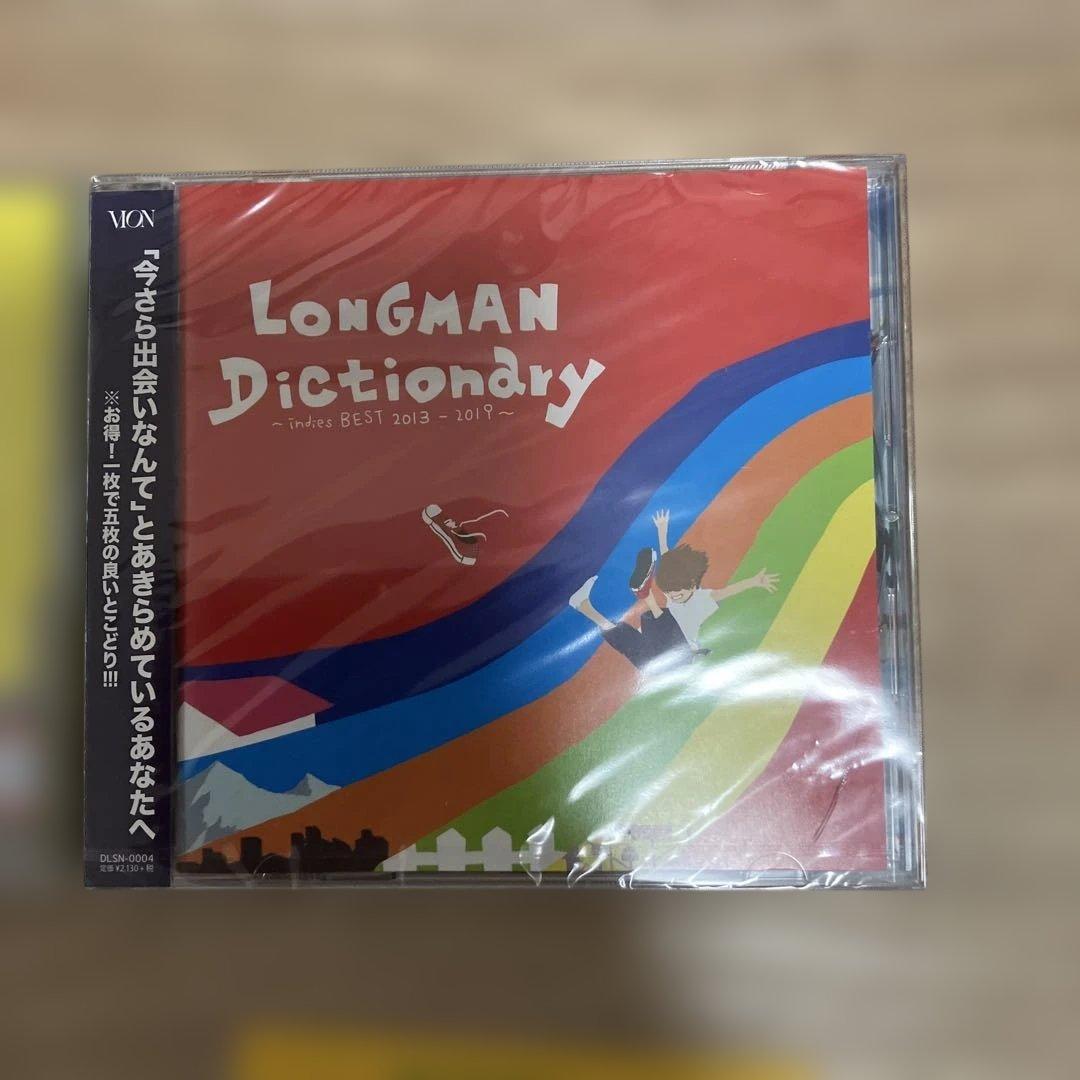 VION
「今さら出会いなんて」とあきらめているあなたへ
※お得！一枚で五枚の良いとこどり!!!
DLSN-0004
定価 ¥2,130+税
LONGMAN
Dictionary
~ indies BEST 2013 - 2019 ~